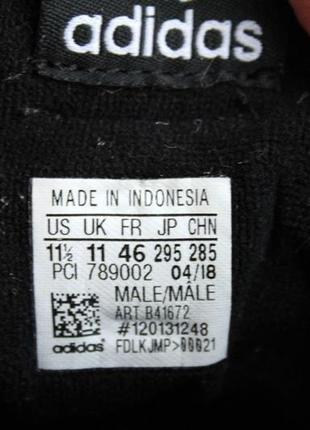 adidas
MADE IN INDONESIA
US UK FR JP CHN
11½ 11 46 295 285
PCI 789002 04/18
MALE/MÂLE
ART B41672
#120131248
adidas® FDLKJMP>00021